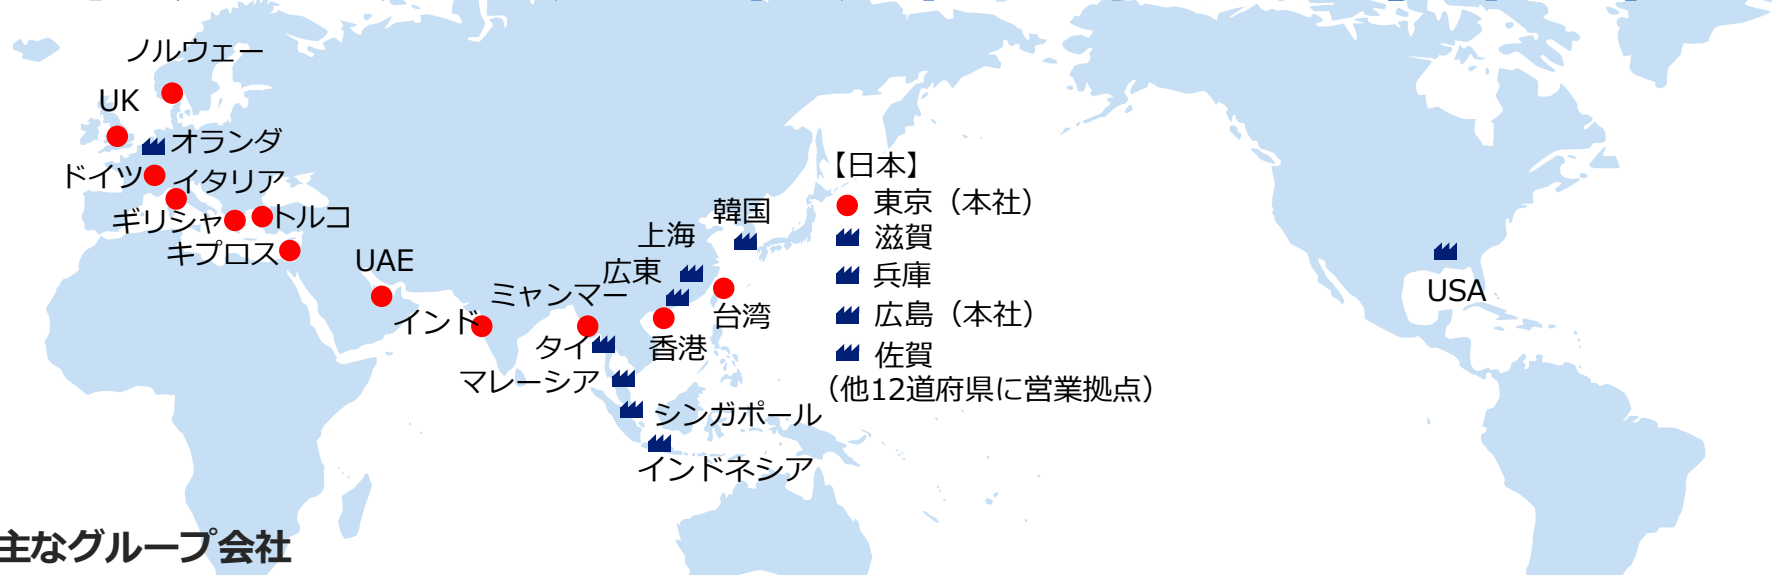 ノルウェー
UK
オランダ
ドイツ
イタリア
ギリシャ
トルコ
キプロス
UAE
インド
ミャンマー
タイ
マレーシア
シンガポール
インドネシア
韓国
上海
広東
台湾
香港
【日本】
東京（本社）
滋賀
兵庫
広島（本社）
佐賀
（他12道府県に営業拠点）
USA
主なグループ会社